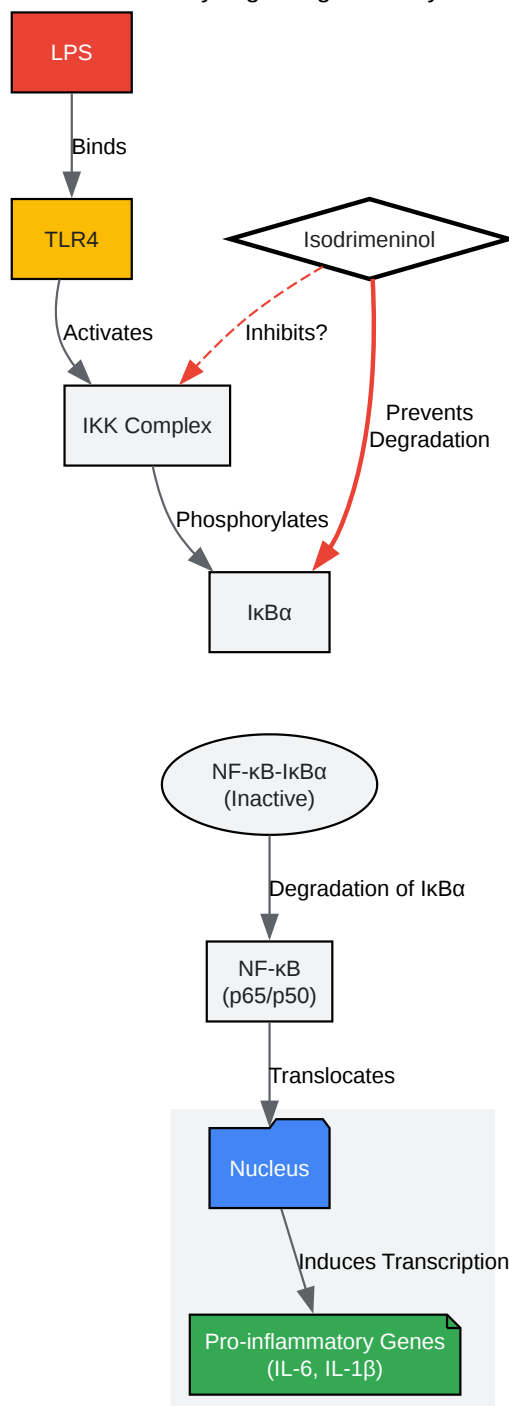 LPS
Binds
TLR4
Isodrimeninol
Activates
Inhibits?
IKK Complex
Prevents
Degradation
Phosphorylates
IκBα
NF-κB-IκBα
(Inactive)
Degradation of IκBα
NF-κB
(p65/p50)
Translocates
Nucleus
Induces Transcription
Pro-inflammatory Genes
(IL-6, IL-1β)